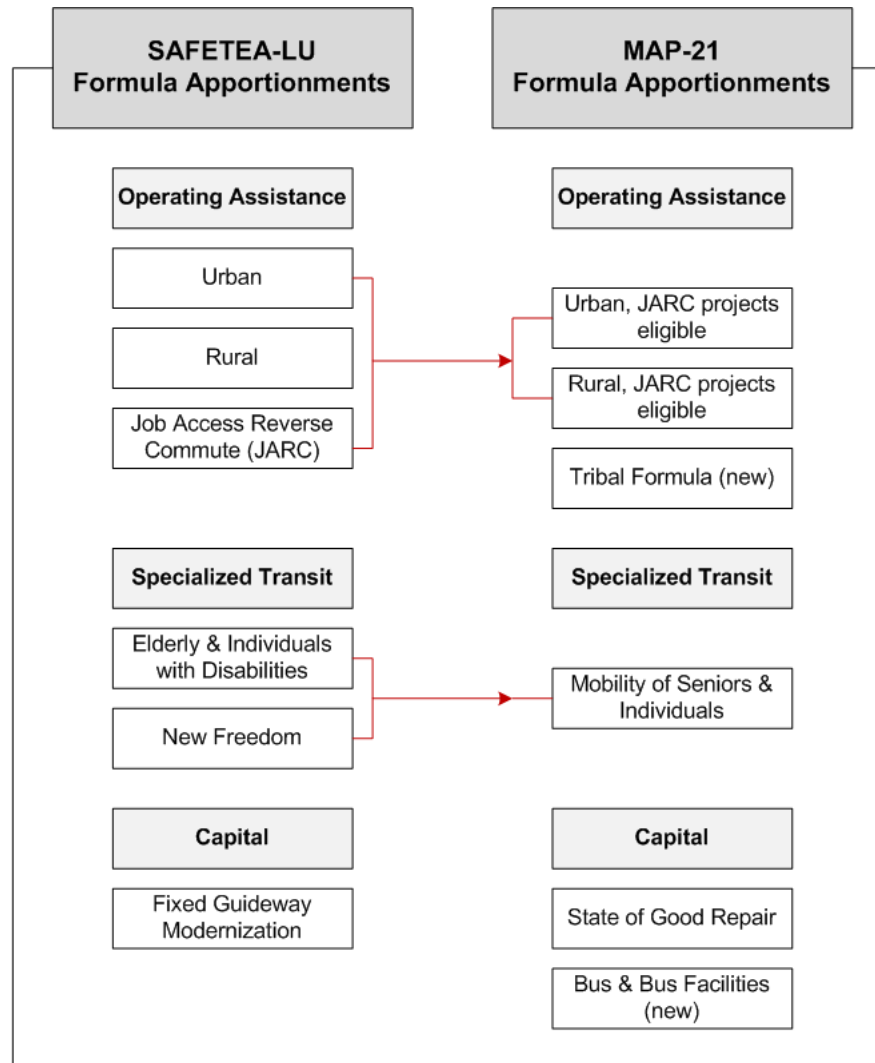 SAFETEA-LU
Formula Apportionments
MAP-21
Formula Apportionments
Operating Assistance
Urban
Rural
Job Access Reverse
Commute (JARC)
Operating Assistance
Urban, JARC projects
eligible
Rural, JARC projects
eligible
Tribal Formula (new)
Specialized Transit
Elderly & Individuals
with Disabilities
New Freedom
Specialized Transit
Mobility of Seniors &
Individuals
Capital
Fixed Guideway
Modernization
Capital
State of Good Repair
Bus & Bus Facilities
(new)